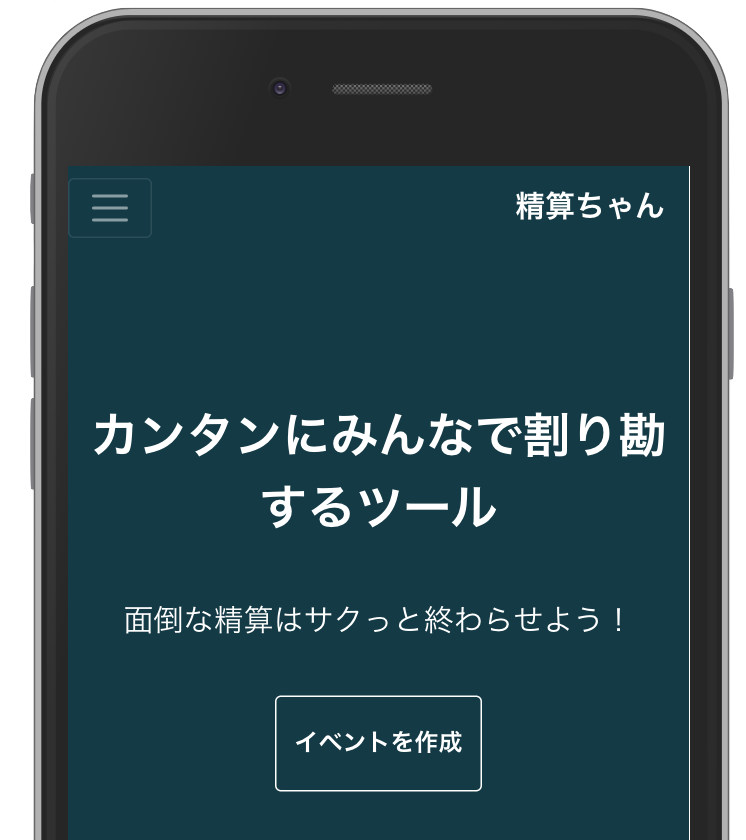 精算ちゃん
カンタンにみんなで割り勘
するツール
面倒な精算はサクっと終わらせよう！
イベントを作成